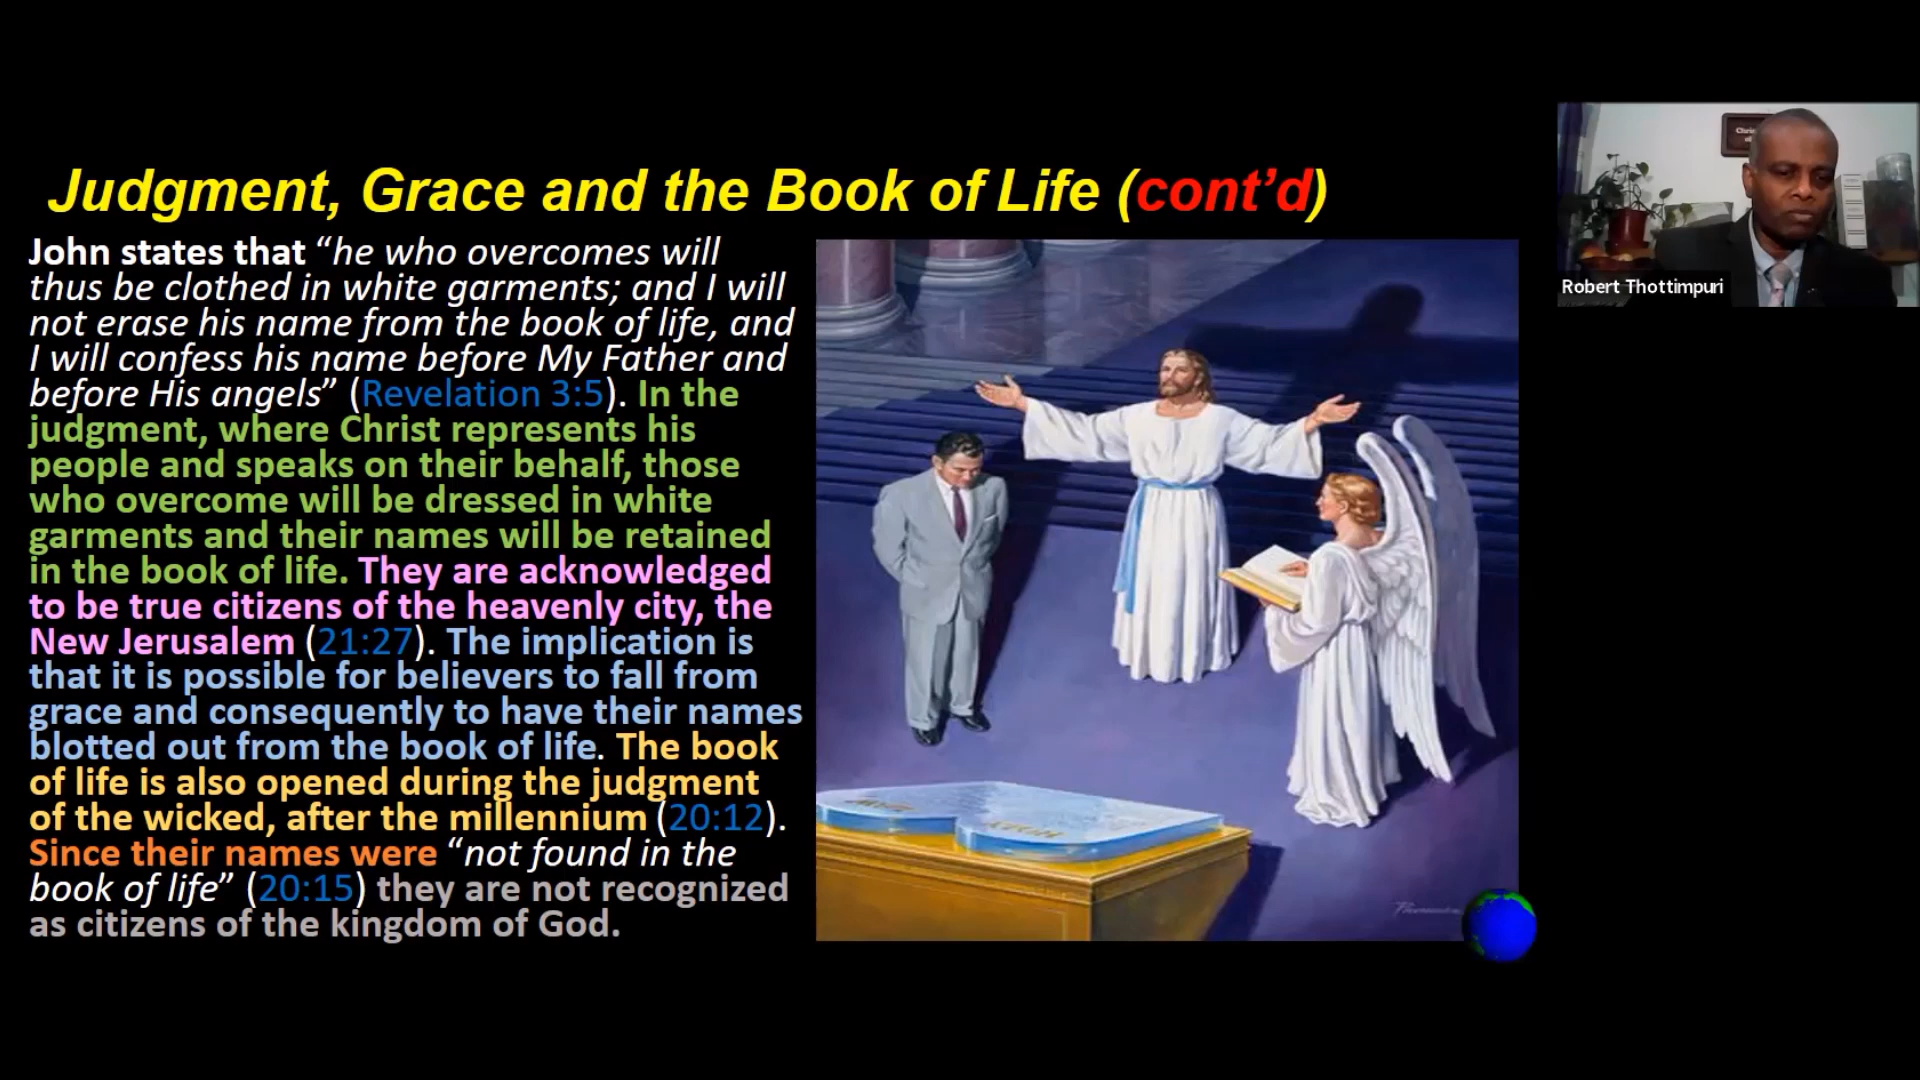 Judgment, Grace and the Book of Life (cont’d)
John states that “he who overcomes will
thus be clothed in white garments; and I will
not erase his name from the book of life, and
I will confess his name before My Father and
before His angels” (Revelation 3:5). In the
judgment, where Christ represents his
people and speaks on their behalf, those
who overcome will be dressed in white
garments and their names will be retained
in the book of life. They are acknowledged
to be true citizens of the heavenly city, the
New Jerusalem (21:27). The implication is
that it is possible for believers to fall from
grace and consequently to have their names
blotted out from the book of life. The book
of life is also opened during the judgment
of the wicked, after the millennium (20:12).
Since their names were “not found in the
book of life” (20:15) they are not recognized
as citizens of the kingdom of God.
Robert Thottimpuri